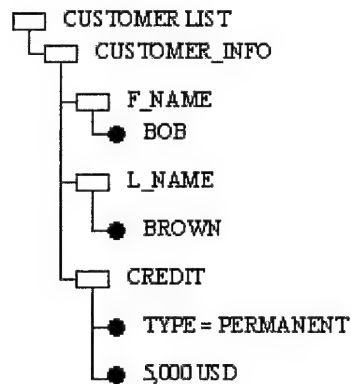 CUSTOMER LIST
CUSTOMER_INFO
F_NAME
BOB
L_NAME
BROWN
CREDIT
TYPE = PERMANENT
5,000 USD